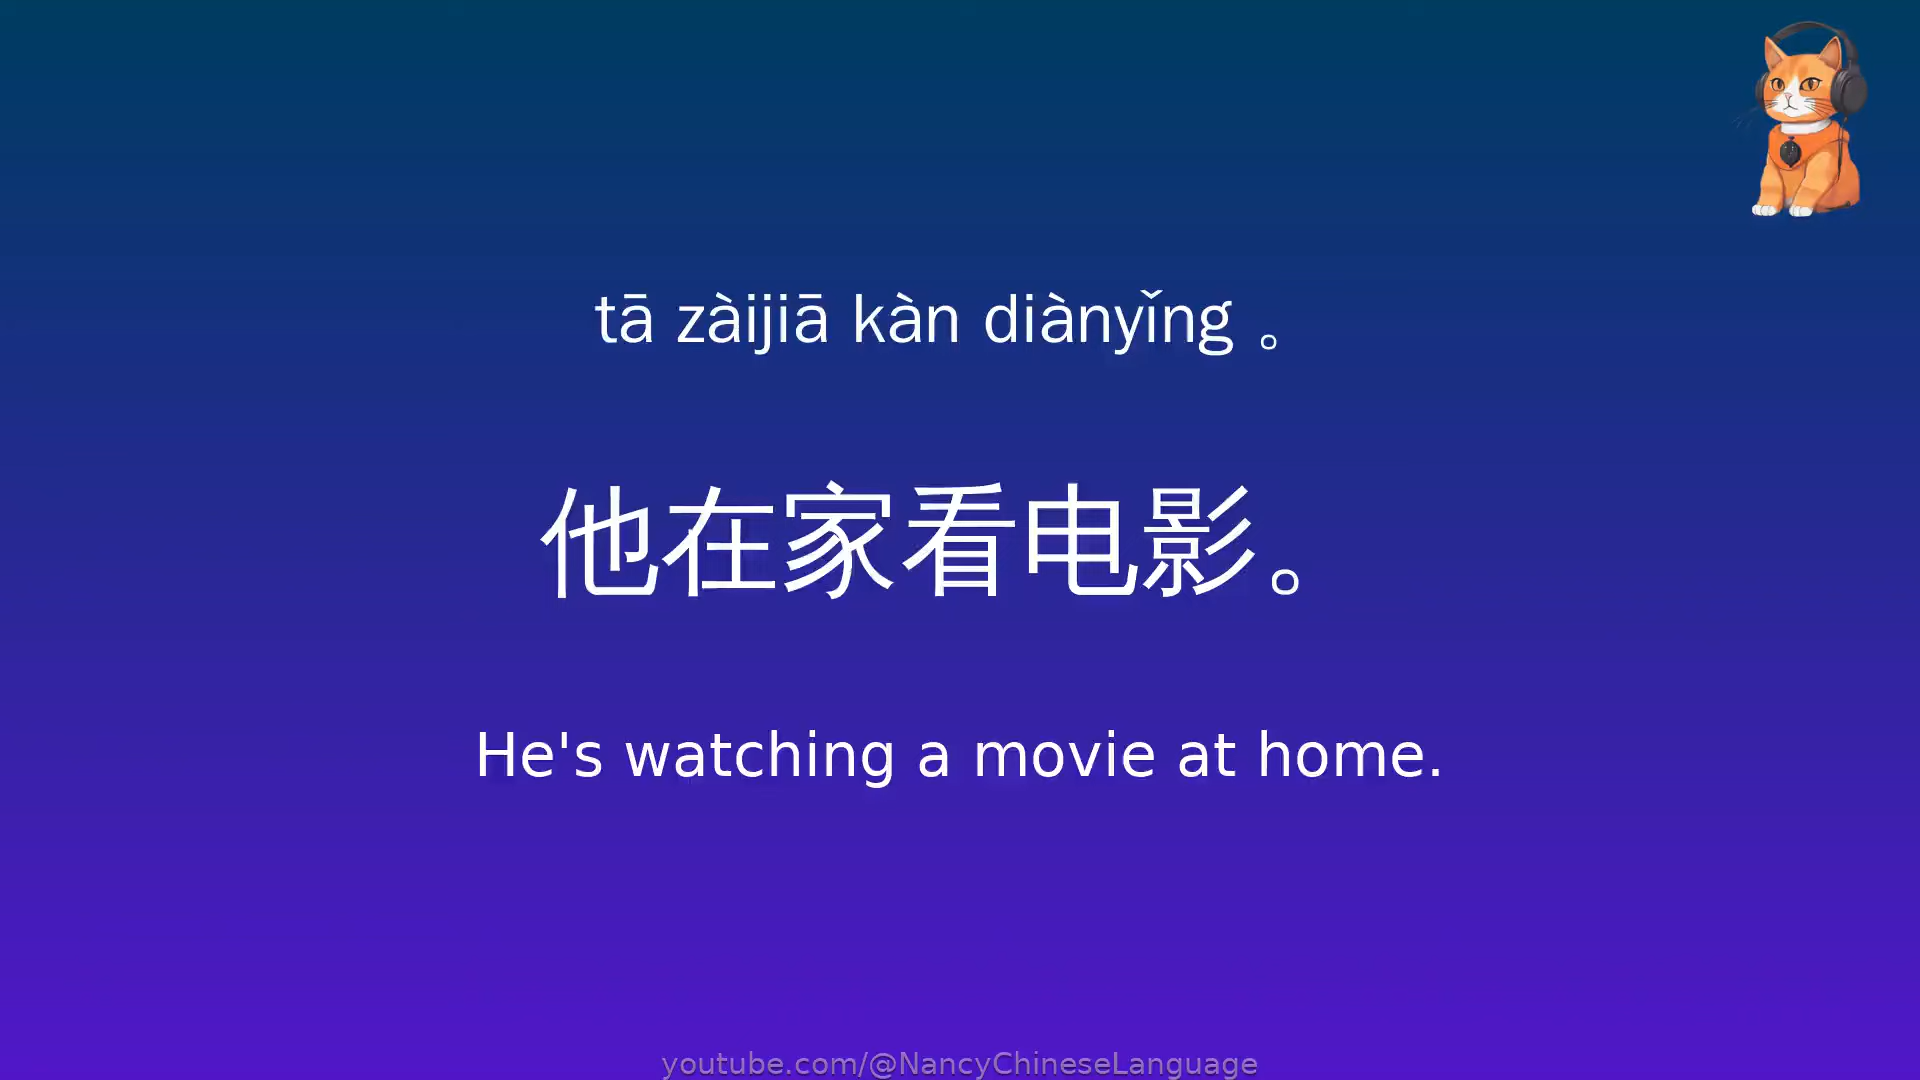 tā zàijiā kàn diànyǐng 。
他在家看电影。
He's watching a movie at home.
youtube.com/@NancyChineseLanguage